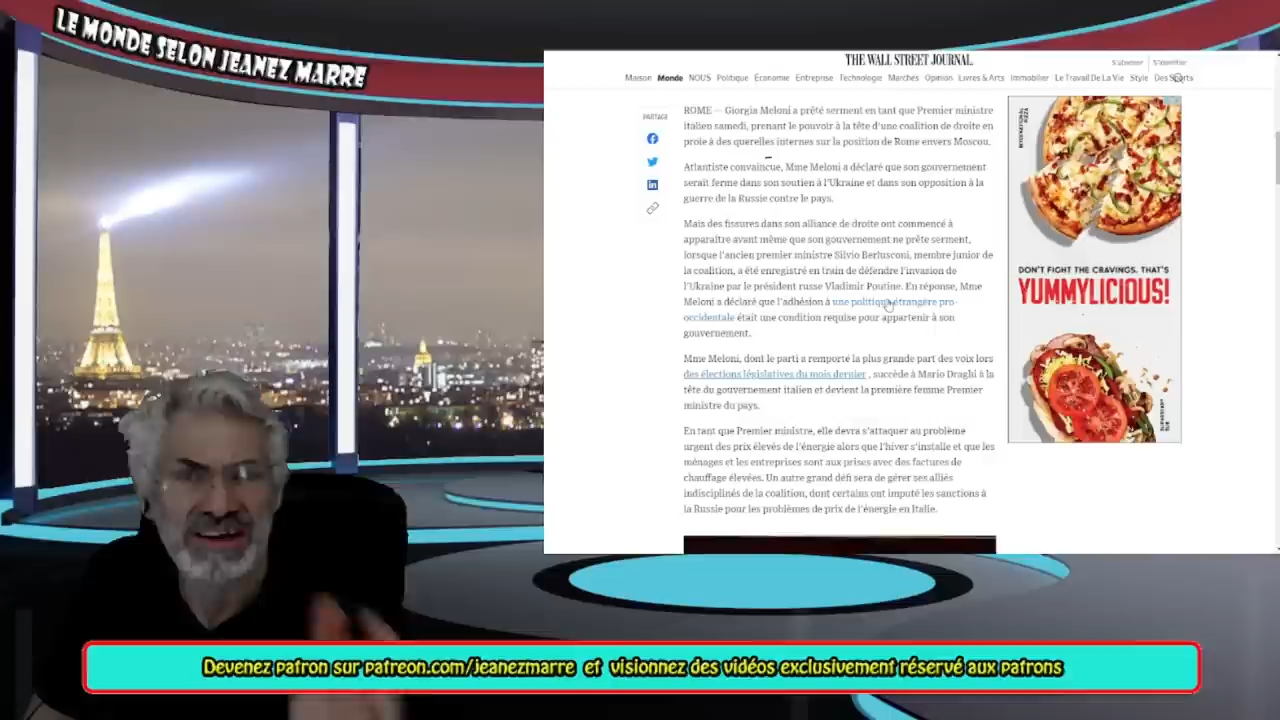 LE MONDE SELON JEANEZ MARRE
THE WALL STREET JOURNAL.
S'abonner
S'identifier
Maison Monde NOUS Politique Économie Entreprise Technologie Marchés Opinion Livres & Arts Immobilier Le Travail De La Vie Style Des Sports
PARTAGE
ROME — Giorgia Meloni a prêté serment en tant que Premier ministre
italien samedi, prenant le pouvoir à la tête d'une coalition de droite en
proie à des querelles internes sur la position de Rome envers Moscou.
Atlantiste convaincue, Mme Meloni a déclaré que son gouvernement
serait ferme dans son soutien à l'Ukraine et dans son opposition à la
guerre de la Russie contre le pays.
Mais des fissures dans son alliance de droite ont commencé à
apparaître avant même que son gouvernement ne prête serment,
lorsque l'ancien premier ministre Silvio Berlusconi, membre junior de
la coalition, a été enregistré en train de défendre l'invasion de
l'Ukraine par le président russe Vladimir Poutine. En réponse, Mme
Meloni a déclaré que l'adhésion à une politique étrangère pro-
occidentale était une condition requise pour appartenir à son
gouvernement.
Mme Meloni, dont le parti a remporté la plus grande part des voix lors
des élections législatives du mois dernier , succède à Mario Draghi à la
tête du gouvernement italien et devient la première femme Premier
ministre du pays.
En tant que Premier ministre, elle devra s'attaquer au problème
urgent des prix élevés de l'énergie alors que l'hiver s'installe et que les
ménages et les entreprises sont aux prises avec des factures de
chauffage élevées. Un autre grand défi sera de gérer ses alliés
indisciplinés de la coalition, dont certains ont imputé les sanctions à
la Russie pour les problèmes de prix de l'énergie en Italie.
DON'T FIGHT THE CRAVINGS. THAT'S
YUMMYLICIOUS!
Devenez patron sur patreon.com/jeanezmarre et visionnez des vidéos exclusivement réservé aux patrons